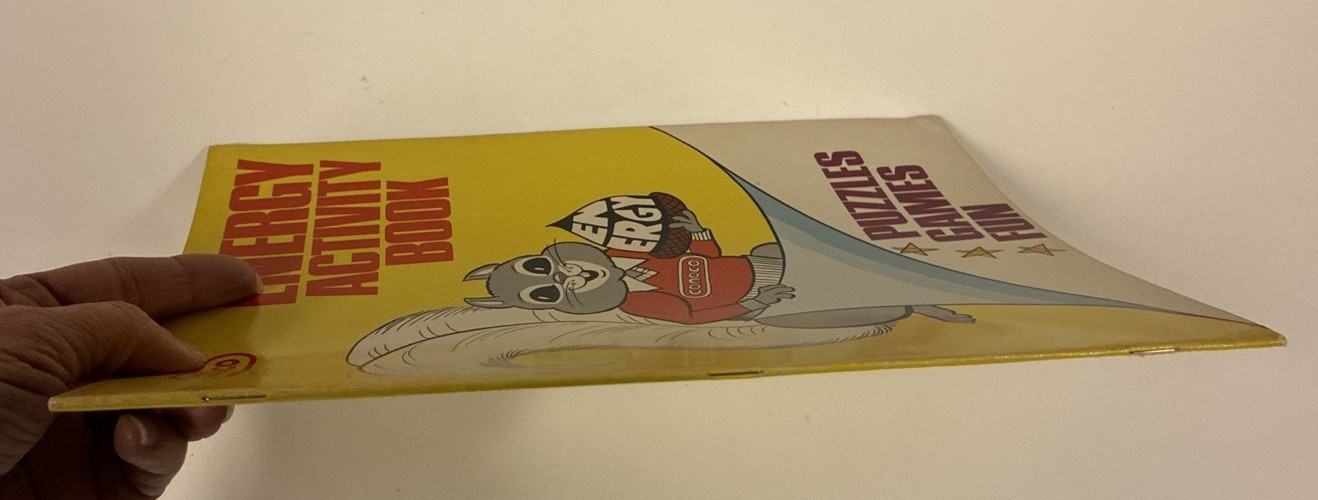 ENERGY
ACTIVITY
BOOK
EN
ERGY
conoco
PUZZLES
GAMES
FUN